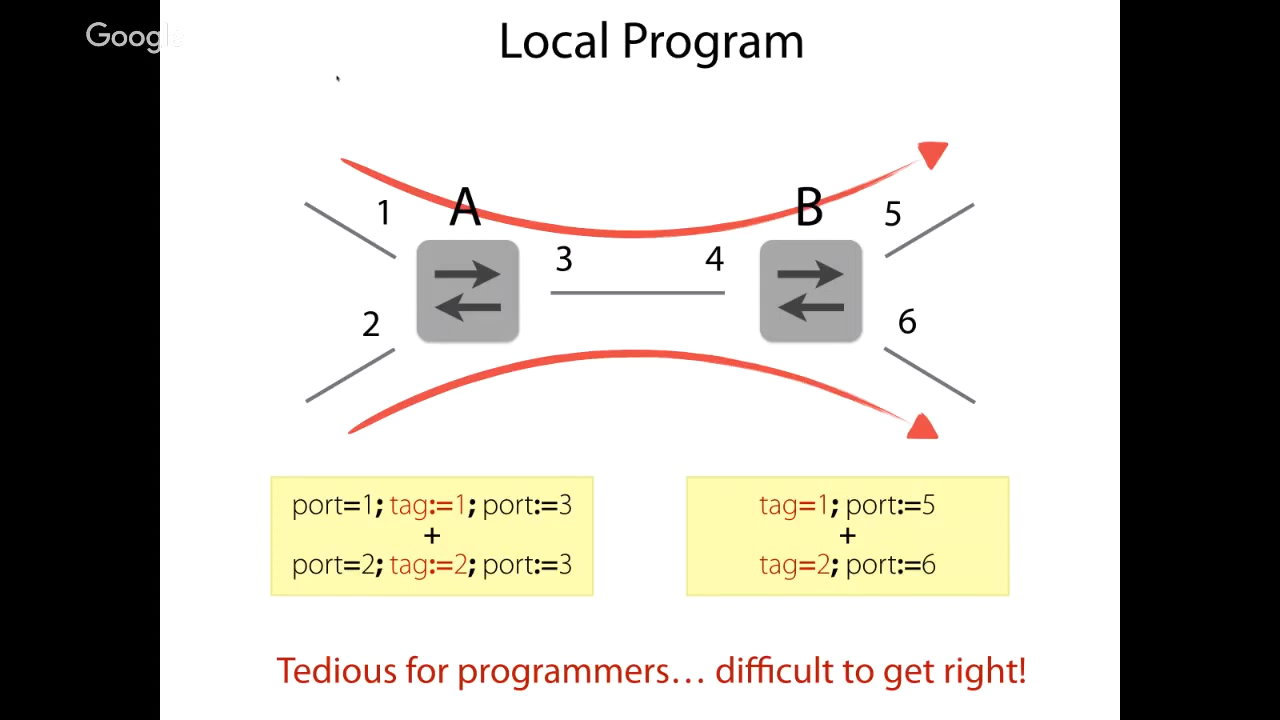 Google
Local Program
A
B
1
5
3
4
2
6
port=1; tag:=1; port:=3
+
port=2; tag:=2; port:=3
tag=1; port:=5
+
tag=2; port:=6
Tedious for programmers... difficult to get right!